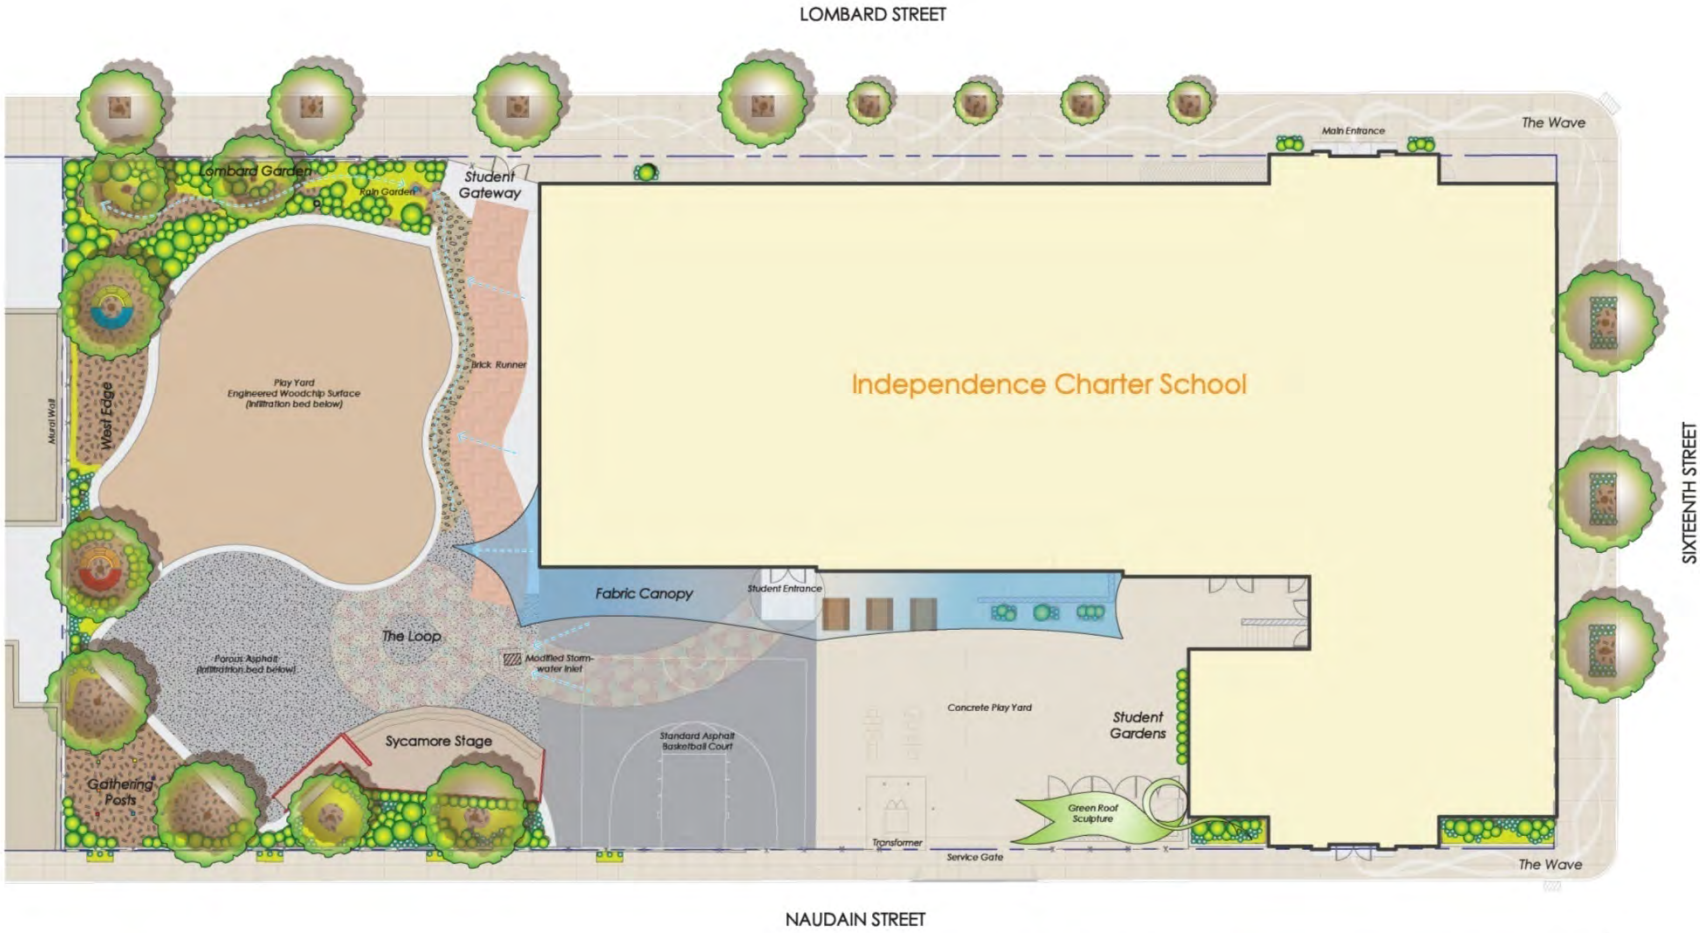 LOMBARD STREET
The Wave
Main Entrance
Lombard Garden
Student
Gateway
Rain Garden
Brick Runner
Play Yard
Engineered Woodchip Surface
(infiltration bed below)
Independence Charter School
Mural Wall
West Edge
SIXTEENTH STREET
Fabric Canopy
Student Entrance
The Loop
Porous Asphalt
(infiltration bed below)
Modified Storm-
water Inlet
Concrete Play Yard
Student
Gardens
Sycamore Stage
Standard Asphalt
Basketball Court
Gathering
Posts
Green Roof
Sculpture
Transformer
Service Gate
The Wave
NAUDAIN STREET